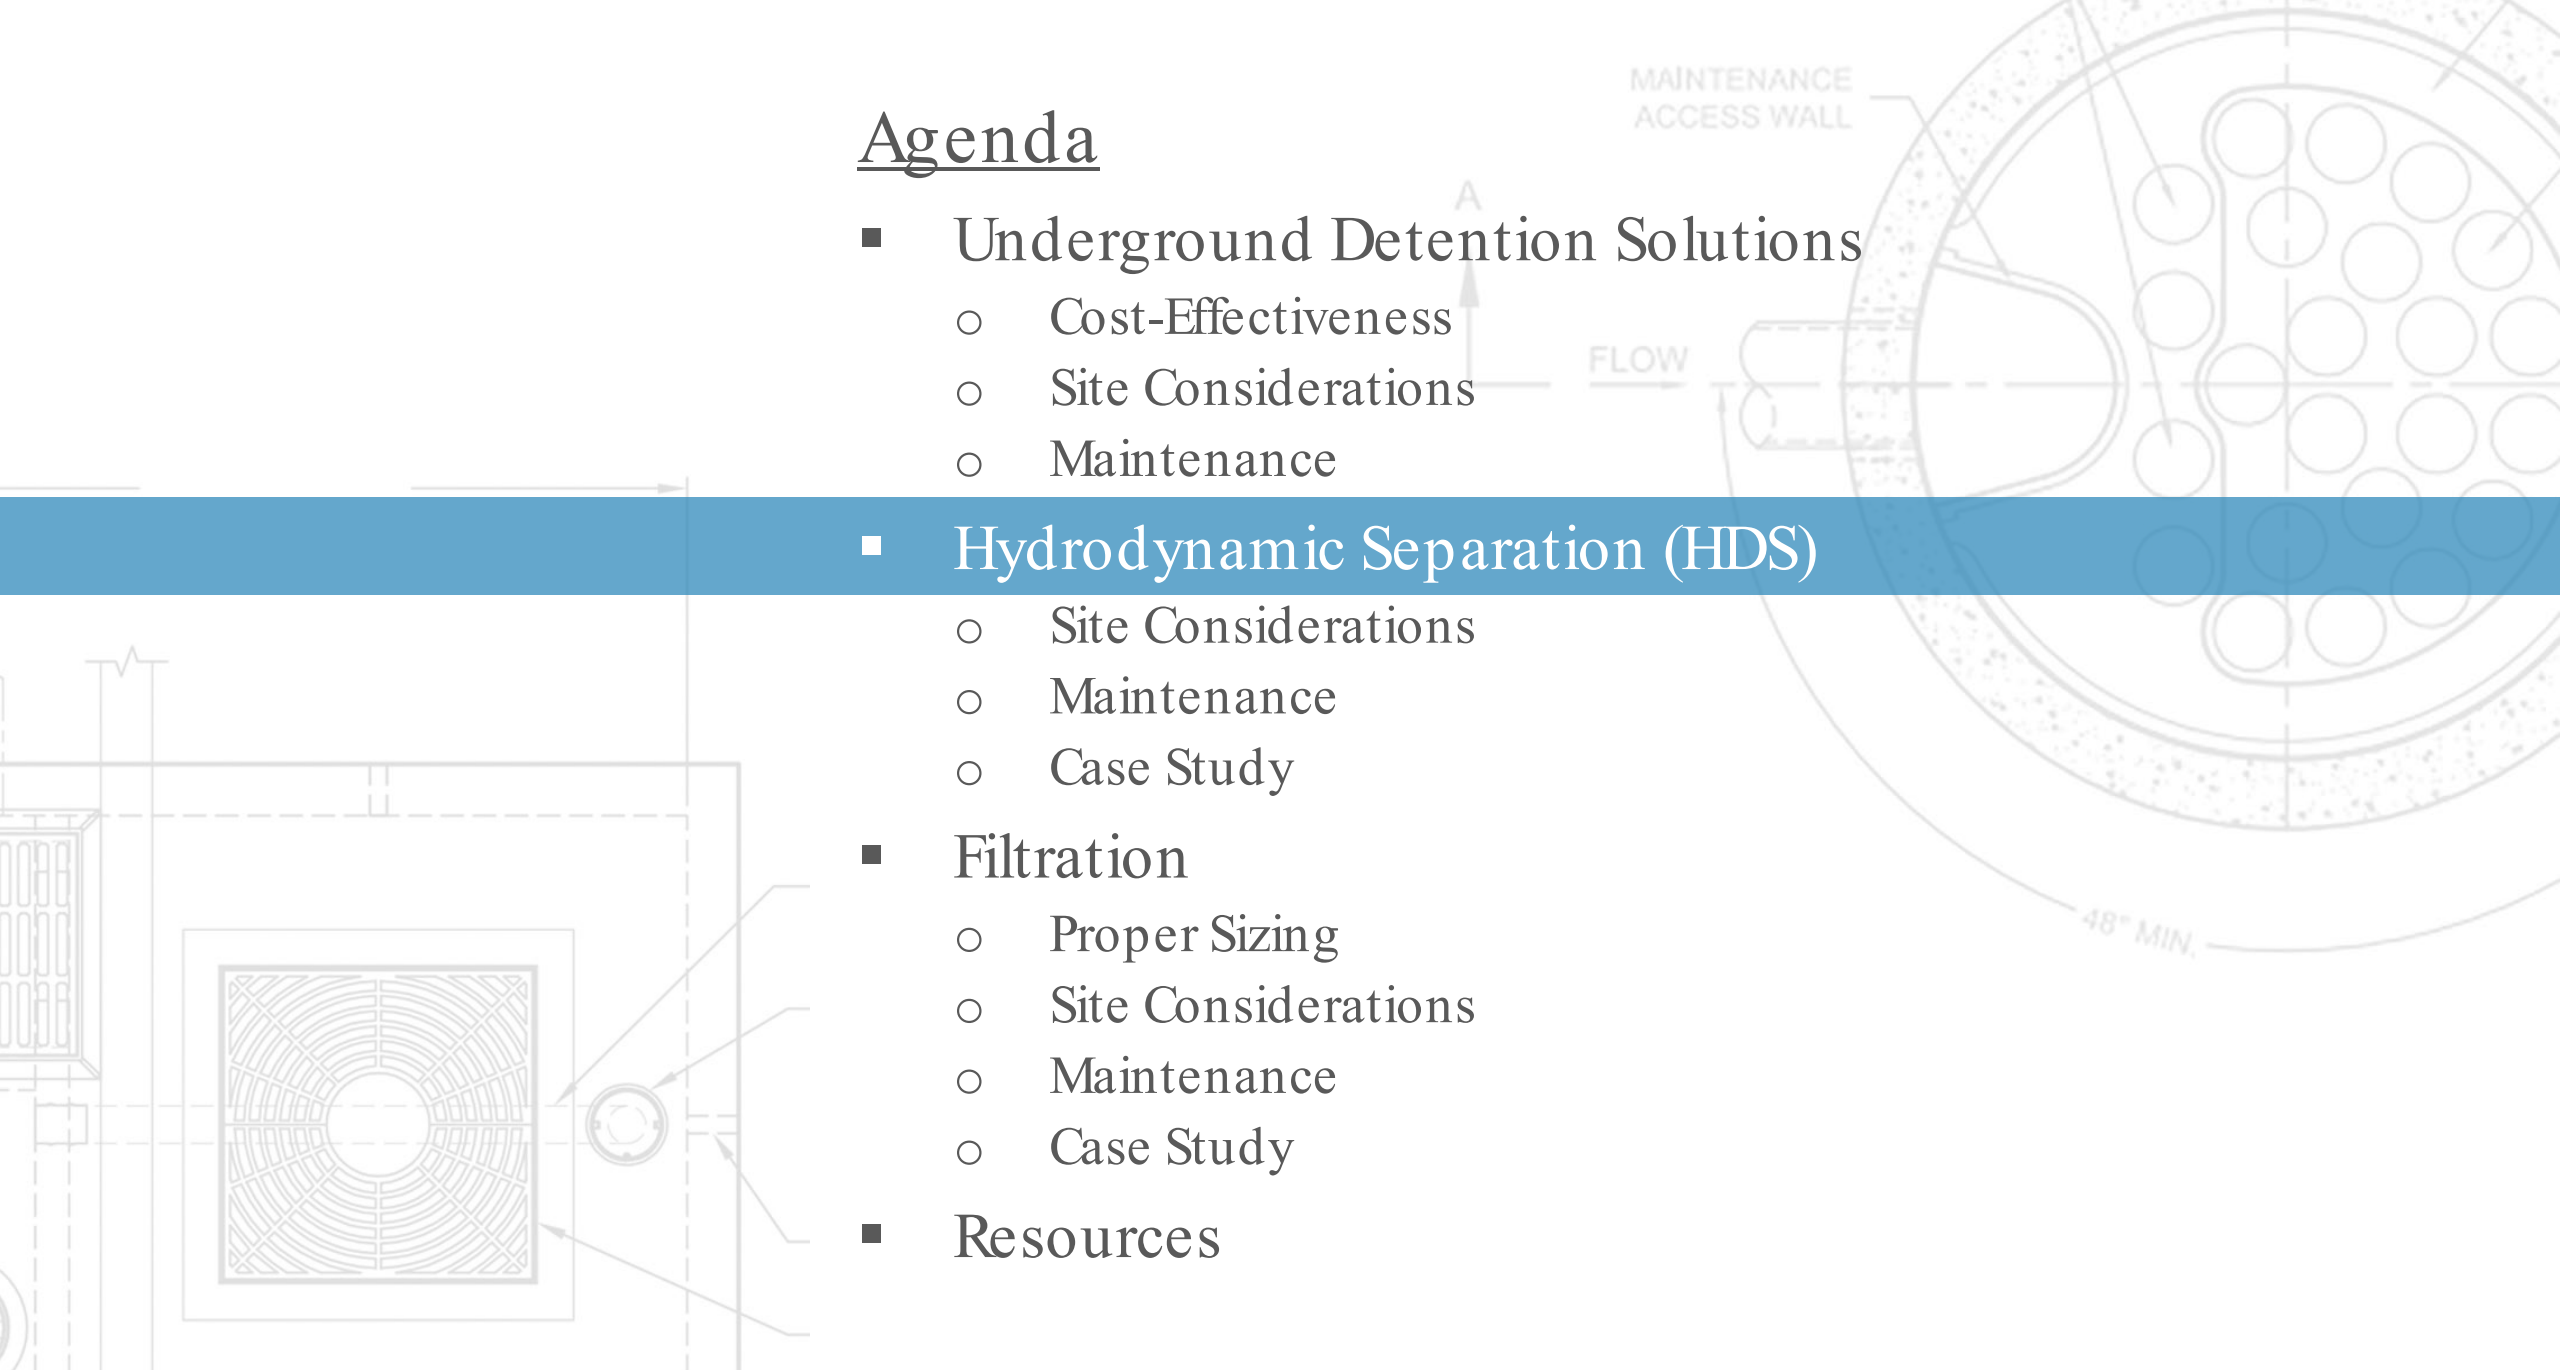 Agenda
▪ Underground Detention Solutions
o Cost-Effectiveness
o Site Considerations
o Maintenance
▪ Hydrodynamic Separation (HDS)
o Site Considerations
o Maintenance
o Case Study
▪ Filtration
o Proper Sizing
o Site Considerations
o Maintenance
o Case Study
▪ Resources
MAINTENANCE
ACCESS WALL
A
FLOW
48" MIN.